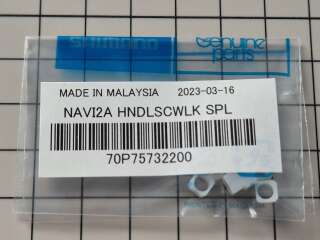 SHIMANO
Genuine
parts
MADE IN MALAYSIA 2023-03-16
NAVI2A HNDLSCWLK SPL
70P75732200